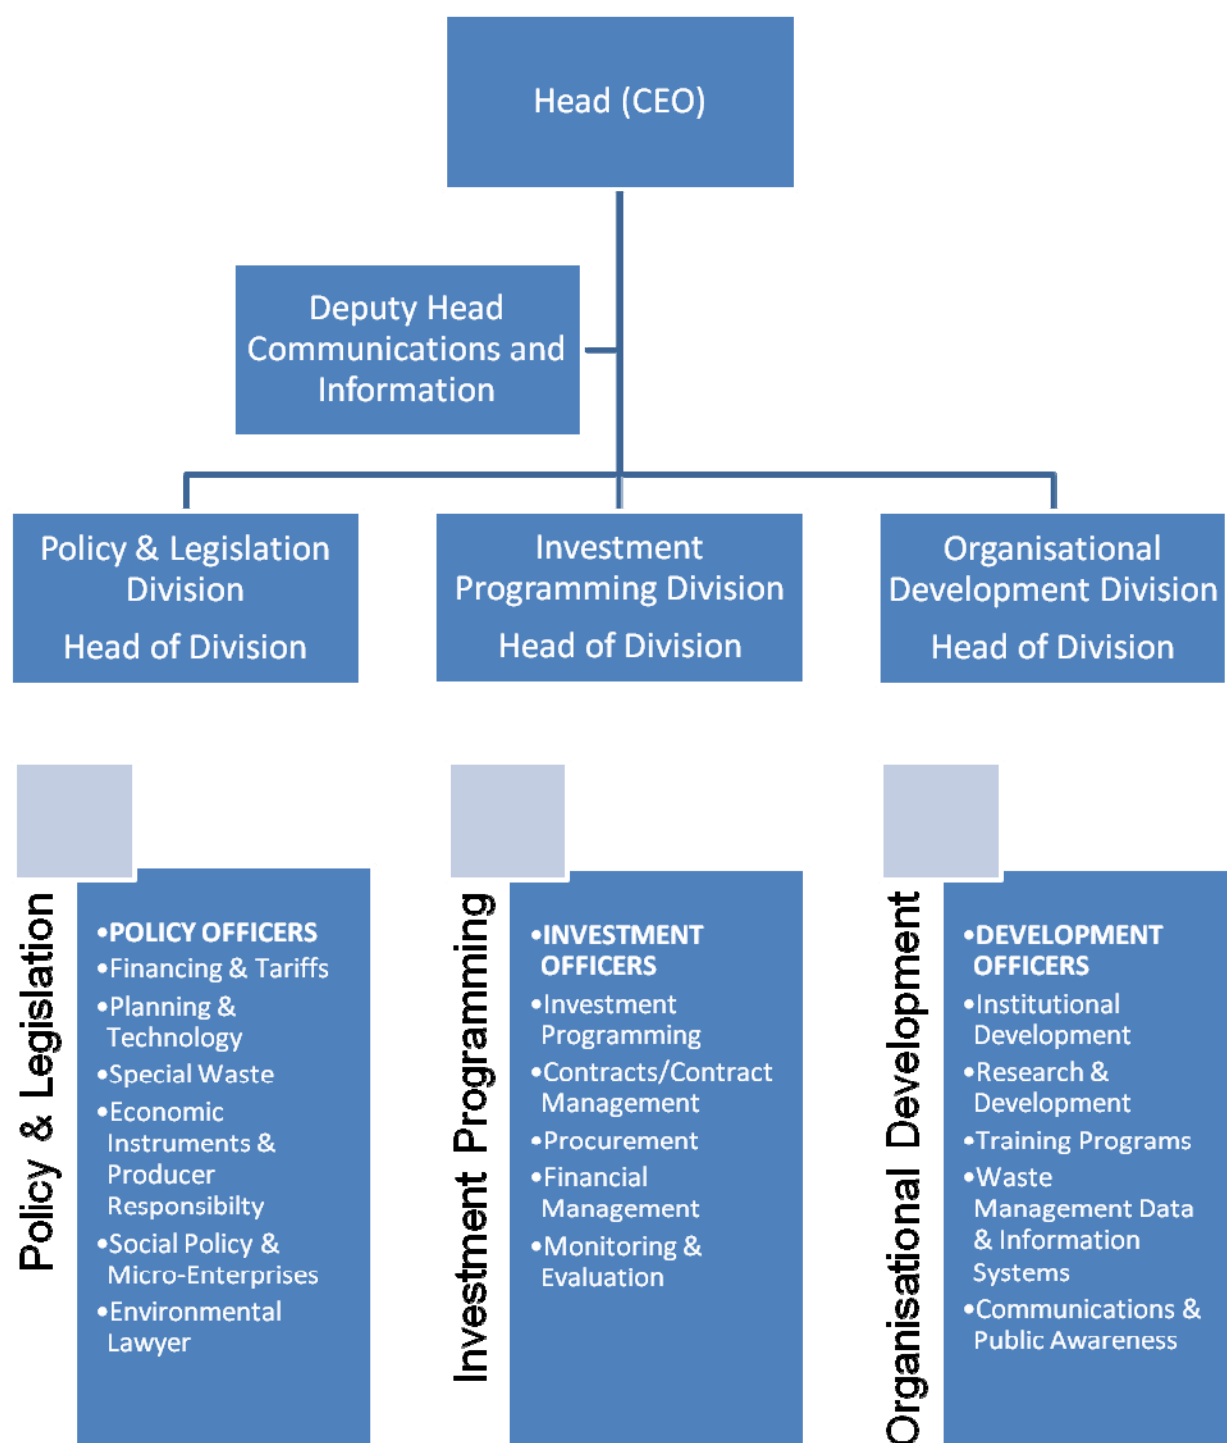 Head (CEO)
Deputy Head
Communications and
Information
Policy & Legislation
Division
Head of Division
Investment
Programming Division
Head of Division
Organisational
Development Division
Head of Division
Policy & Legislation
•POLICY OFFICERS
•Financing & Tariffs
•Planning &
Technology
•Special Waste
•Economic
Instruments &
Producer
Responsibilty
•Social Policy &
Micro-Enterprises
•Environmental
Lawyer
Investment Programming
•INVESTMENT
OFFICERS
•Investment
Programming
•Contracts/Contract
Management
•Procurement
•Financial
Management
•Monitoring &
Evaluation
Organisational Development
•DEVELOPMENT
OFFICERS
•Institutional
Development
•Research &
Development
•Training Programs
•Waste
Management Data
& Information
Systems
•Communications &
Public Awareness